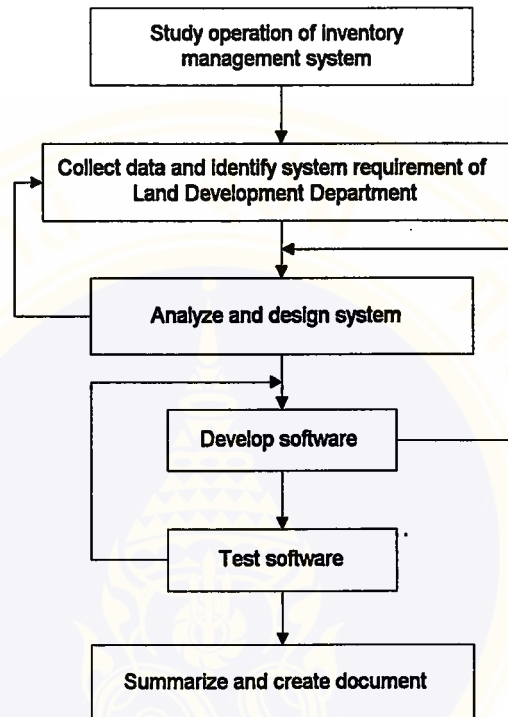 Study operation of inventory
management system
Collect data and identify system requirement of
Land Development Department
Analyze and design system
Develop software
Test software
Summarize and create document